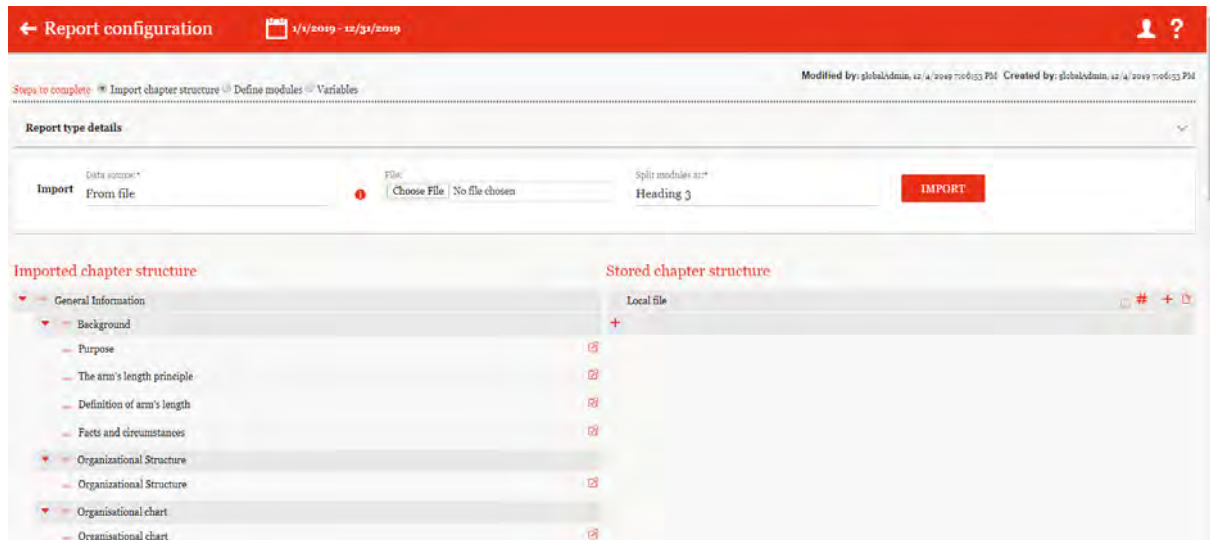 Report configuration 1/1/2019 - 12/31/2019 ?
Modified by: globalAdmin, 12/4/2019 7:06:53 PM Created by: globalAdmin, 12/4/2019 7:06:53 PM
Steps to complete Import chapter structure Define modules Variables
Report type details
Data source:* File: Split modules at:*
Import From file Choose File No file chosen Heading 3 IMPORT
Imported chapter structure Stored chapter structure
General Information Local file # +
Background +
Purpose
The arm's length principle
Definition of arm's length
Facts and circumstances
Organizational Structure
Organizational Structure
Organisational chart
Organisational chart